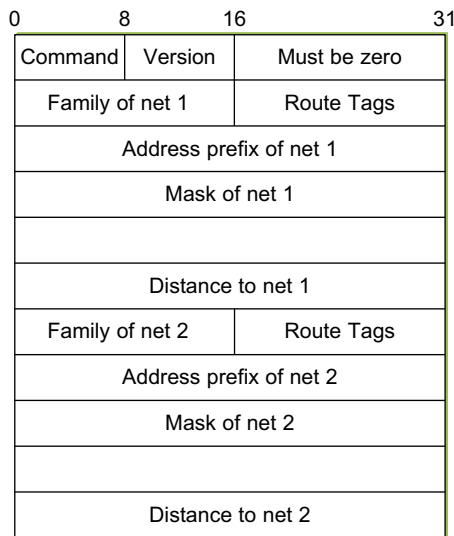 0 8 16 31
Command Version Must be zero
Family of net 1 Route Tags
Address prefix of net 1
Mask of net 1
Distance to net 1
Family of net 2 Route Tags
Address prefix of net 2
Mask of net 2
Distance to net 2